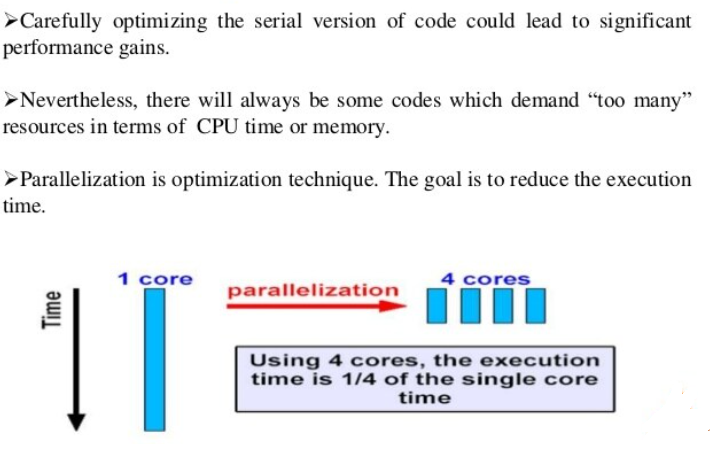 ➢Carefully optimizing the serial version of code could lead to significant
performance gains.
➢Nevertheless, there will always be some codes which demand “too many”
resources in terms of CPU time or memory.
➢Parallelization is optimization technique. The goal is to reduce the execution
time.
Time
1 core
parallelization
4 cores
Using 4 cores, the execution
time is 1/4 of the single core
time